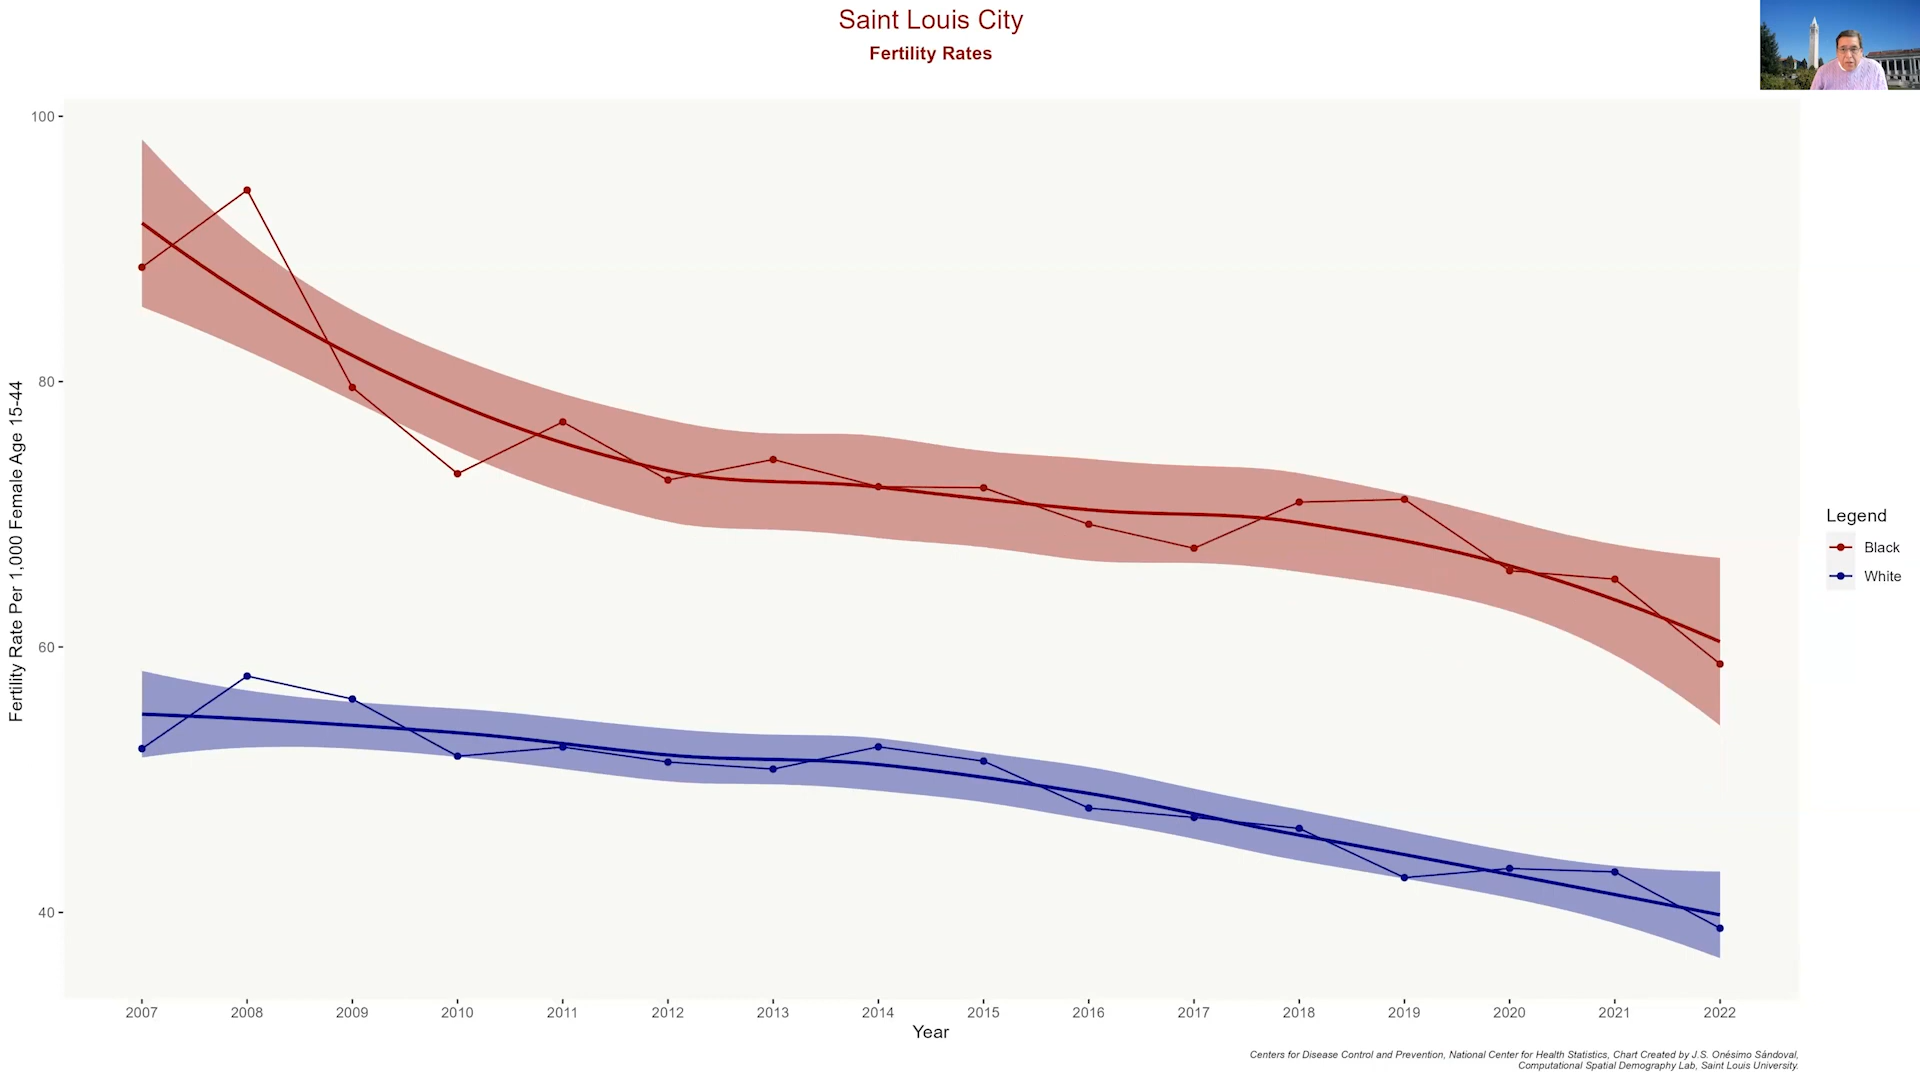 Saint Louis City
Fertility Rates
Fertility Rate Per 1,000 Female Age 15-44
100
80
60
40
2007 2008 2009 2010 2011 2012 2013 2014 2015 2016 2017 2018 2019 2020 2021 2022
Year
Legend
Black
White
Centers for Disease Control and Prevention, National Center for Health Statistics, Chart Created by J.S. Onésimo Sándoval,
Computational Spatial Demography Lab, Saint Louis University.